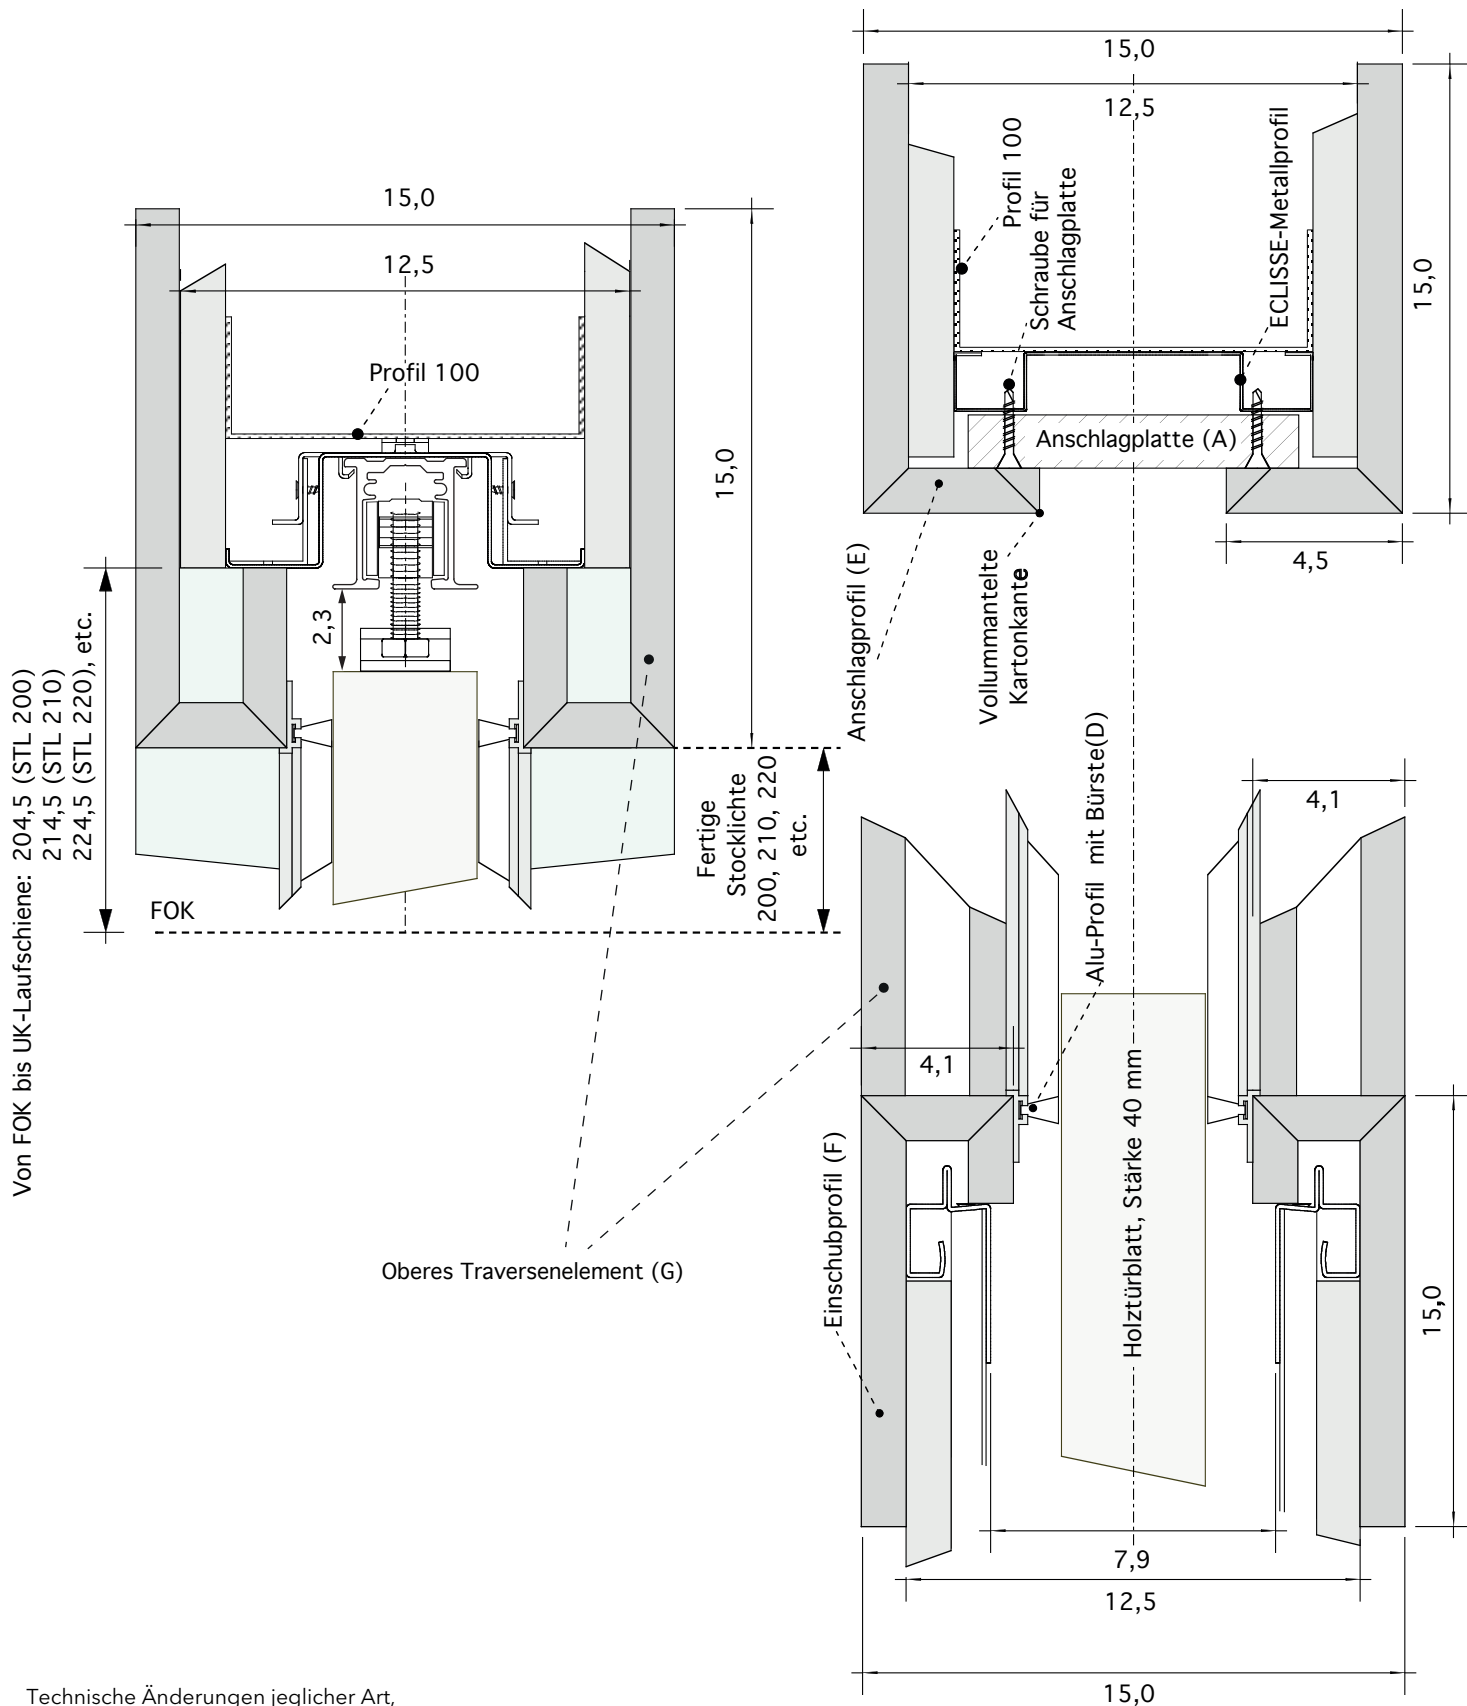 15,0
12,5
Profil 100
15,0
2,3
Von FOK bis UK-Laufschiene: 204,5 (STL 200)
214,5 (STL 210)
224,5 (STL 220), etc.
FOK
Fertige
Stocklichte
200, 210, 220
etc.
Oberes Traversenelement (G)
15,0
12,5
Profil 100
Schraube für
Anschlagplatte
ECLISSE-Metallprofil
15,0
Anschlagplatte (A)
4,5
Anschlagprofil (E)
Vollummantelte
Kartonkante
Alu-Profil mit Bürste(D)
4,1
4,1
Holztürblatt, Stärke 40 mm
Einschubprofil (F)
15,0
7,9
12,5
15,0
Technische Änderungen jeglicher Art,